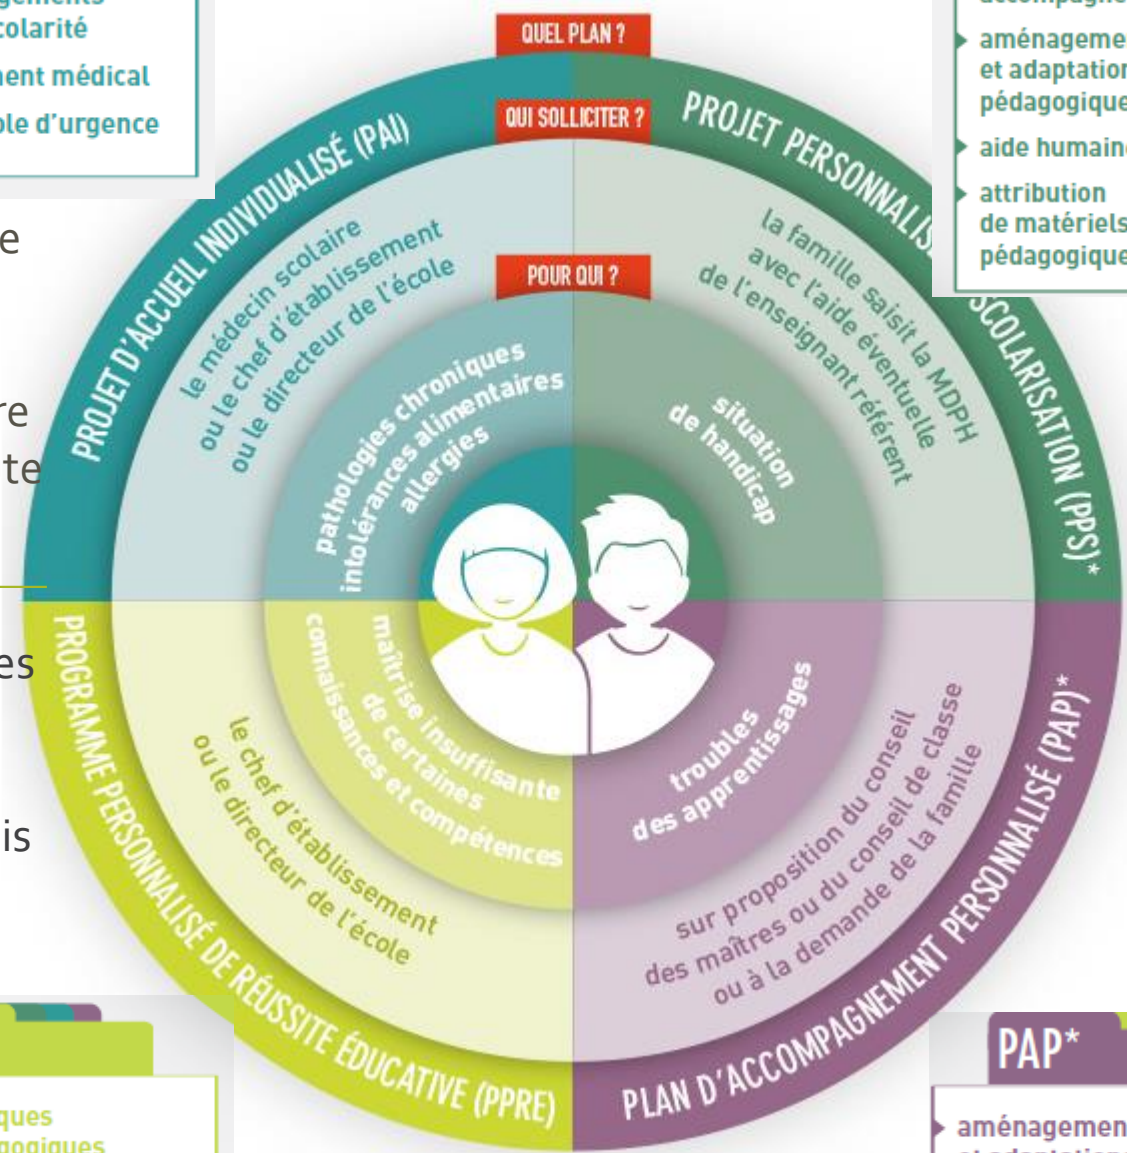 colarité
médical
d'urgence
QUEL PLAN ?
QUI SOLLICITER ?
POUR QUI ?
PROJET D'ACCUEIL INDIVIDUALISÉ (PAI)
le médecin scolaire
ou le chef d'établissement
ou le directeur de l'école
pathologies chroniques
intolérances alimentaires
allergies
PROJET PERSONNALIS
SCOLARISATION (PPS)*
la famille saisit la MDPH
avec l'aide éventuelle
de l'enseignant référent
situation
de handicap
et
pédagogique
aide humain
attribution
de matériels
pédagogique
e
re
te
es
is
PROGRAMME PERSONNALISÉ DE RÉUSSITE ÉDUCATIVE (PPRE)
le chef d'établissement
ou le directeur de l'école
maîtrise insuffisante
de certaines
connaissances et compétences
PLAN D'ACCOMPAGNEMENT PERSONNALISÉ (PAP)*
sur proposition du conseil
des maîtres ou du conseil de classe
ou à la demande de la famille
troubles
des apprentissages
ques
gogiques
PAP*
aménagemen